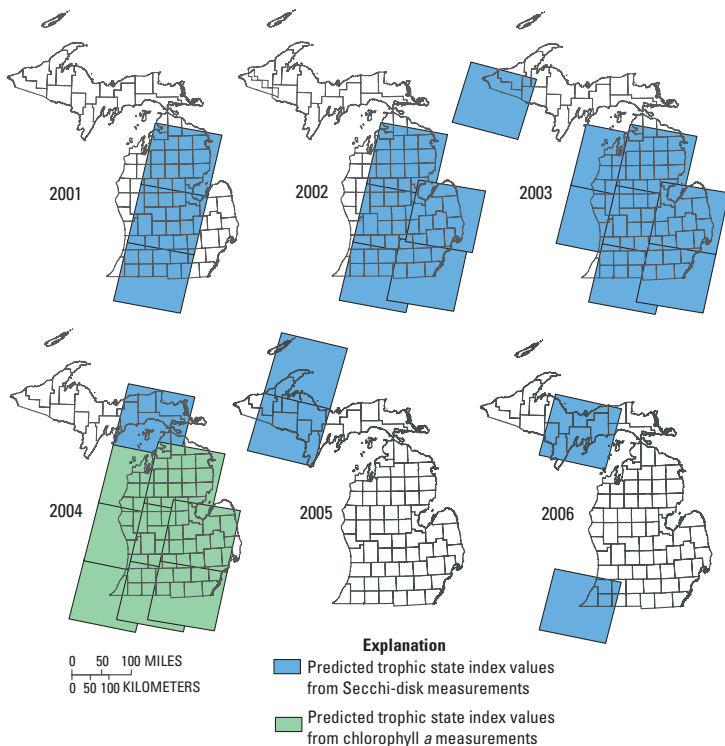 2001
2002
2003
2004
2005
2006
Explanation
0 50 100 MILES
0 50 100 KILOMETERS
Predicted trophic state index values
from Secchi-disk measurements
Predicted trophic state index values
from chlorophyll a measurements